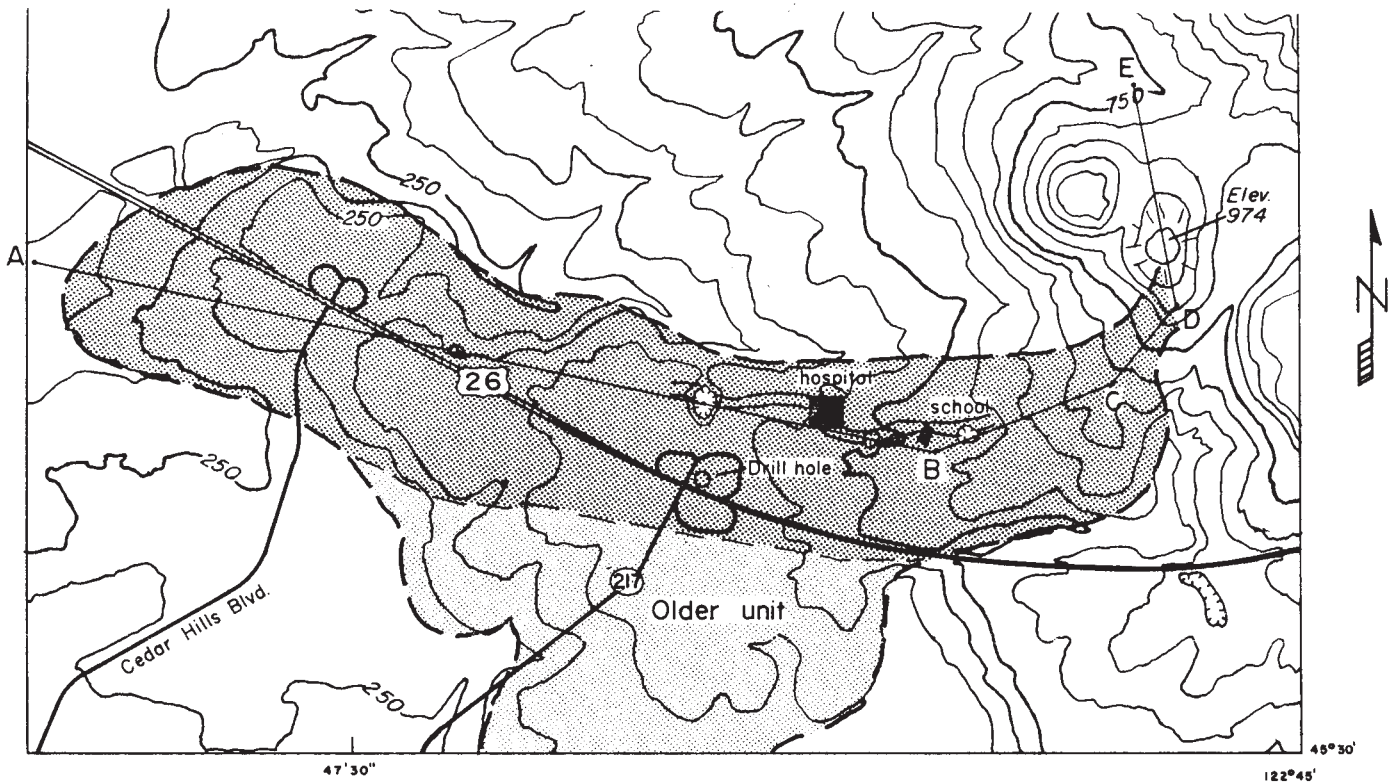 E
750
Elev.
974
250
250
A
D
26
hospital
C
school
250
Drill hole
B
217
Older unit
Cedar Hills Blvd.
250
N
45°30'
47'30"
122°45'